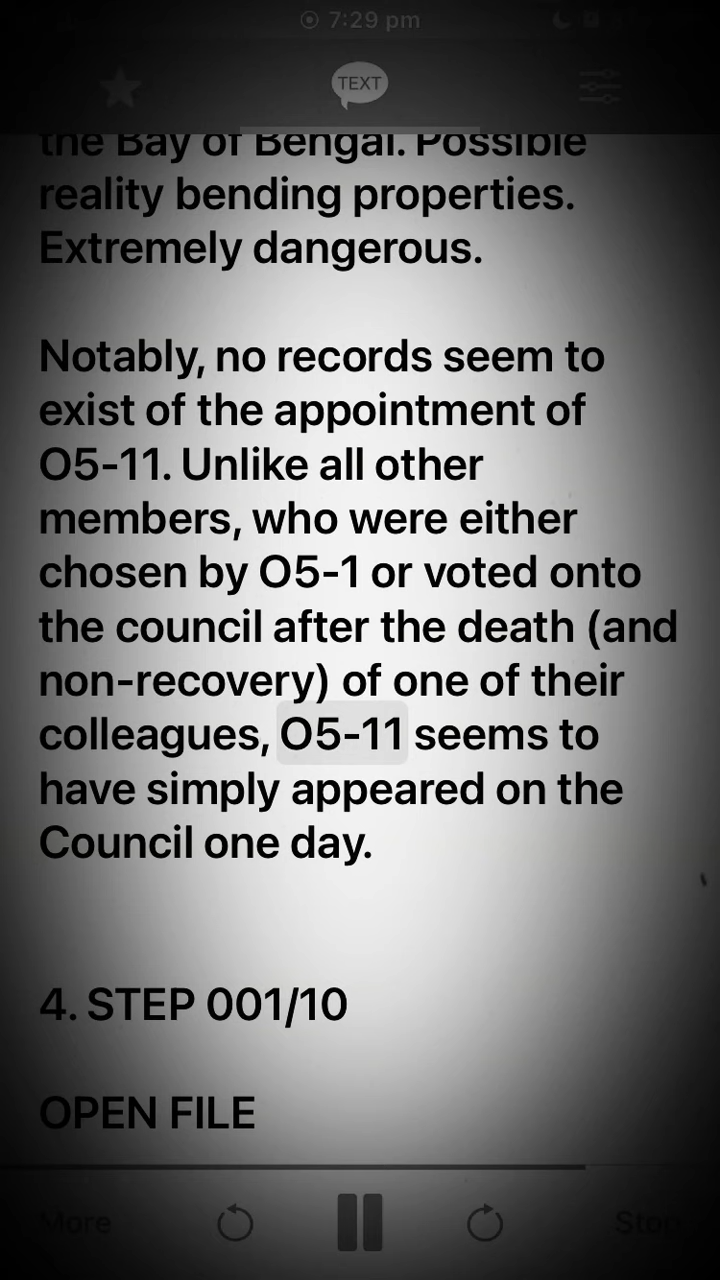 7:29 pm
TEXT
the Bay of Bengal. Possible
reality bending properties.
Extremely dangerous.
Notably, no records seem to
exist of the appointment of
O5-11. Unlike all other
members, who were either
chosen by O5-1 or voted onto
the council after the death (and
non-recovery) of one of their
colleagues, O5-11 seems to
have simply appeared on the
Council one day.
4. STEP 001/10
OPEN FILE
More
Stop